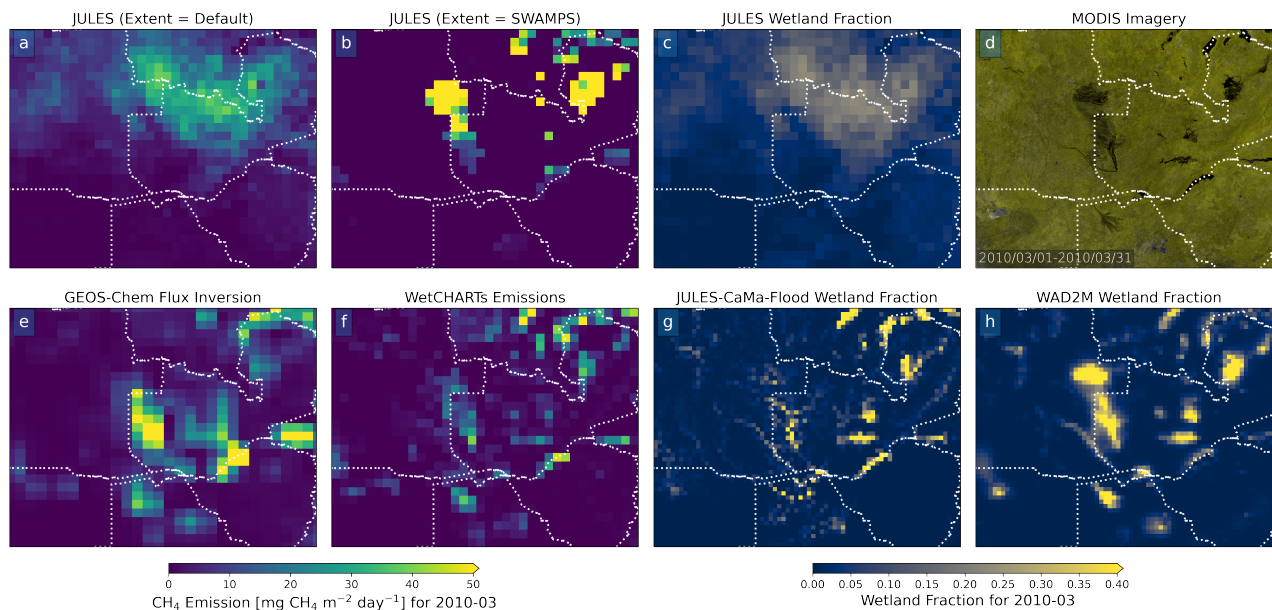 JULES (Extent = Default)
JULES (Extent = SWAMPS)
JULES Wetland Fraction
MODIS Imagery
a
b
c
d
2010/03/01-2010/03/31
GEOS-Chem Flux Inversion
WetCHARTs Emissions
JULES-CaMa-Flood Wetland Fraction
WAD2M Wetland Fraction
e
f
g
h
0 10 20 30 40 50
CH₄ Emission [mg CH₄ m⁻² day⁻¹] for 2010-03
0.00 0.05 0.10 0.15 0.20 0.25 0.30 0.35 0.40
Wetland Fraction for 2010-03